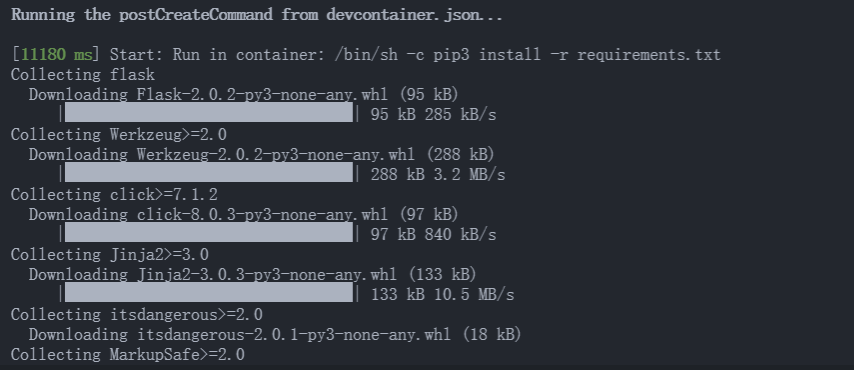 Running the postCreateCommand from devcontainer.json...
[11180 ms] Start: Run in container: /bin/sh -c pip3 install -r requirements.txt
Collecting flask
Downloading Flask-2.0.2-py3-none-any.whl (95 kB)
| | 95 kB 285 kB/s
Collecting Werkzeug>=2.0
Downloading Werkzeug-2.0.2-py3-none-any.whl (288 kB)
| | 288 kB 3.2 MB/s
Collecting click>=7.1.2
Downloading click-8.0.3-py3-none-any.whl (97 kB)
| | 97 kB 840 kB/s
Collecting Jinja2>=3.0
Downloading Jinja2-3.0.3-py3-none-any.whl (133 kB)
| | 133 kB 10.5 MB/s
Collecting itsdangerous>=2.0
Downloading itsdangerous-2.0.1-py3-none-any.whl (18 kB)
Collecting MarkupSafe>=2.0